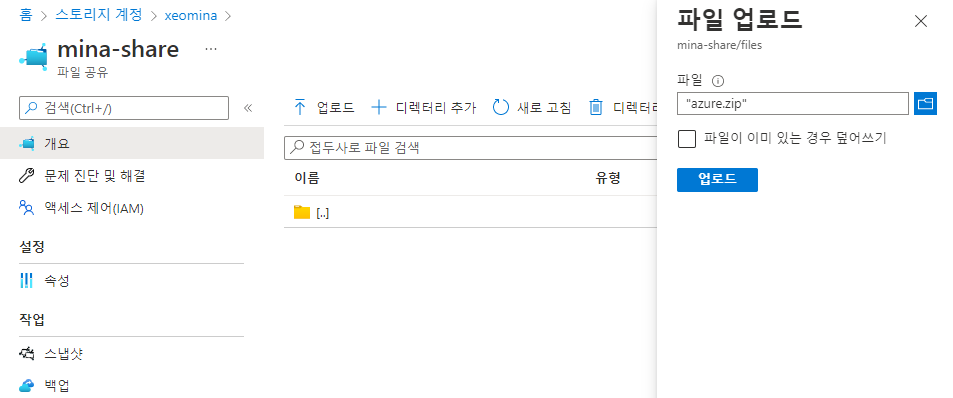 홈 > 스토리지 계정 > xeomina >
mina-share ...
파일 공유
검색(Ctrl+/) «
개요
문제 진단 및 해결
액세스 제어(IAM)
설정
속성
작업
스냅샷
백업
업로드 디렉터리 추가 새로 고침 디렉터리
접두사로 파일 검색
이름 유형
[..]
파일 업로드
mina-share/files
파일
"azure.zip"
파일이 이미 있는 경우 덮어쓰기
업로드